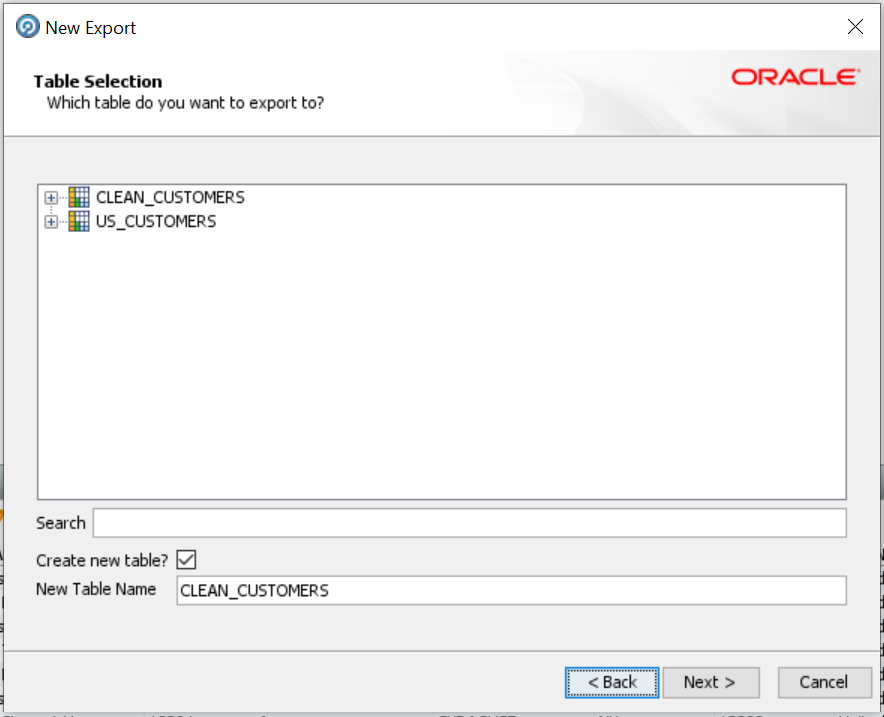 New Export
ORACLE
Table Selection
Which table do you want to export to?
CLEAN_CUSTOMERS
US_CUSTOMERS
Search
Create new table?
New Table Name CLEAN_CUSTOMERS
< Back Next > Cancel